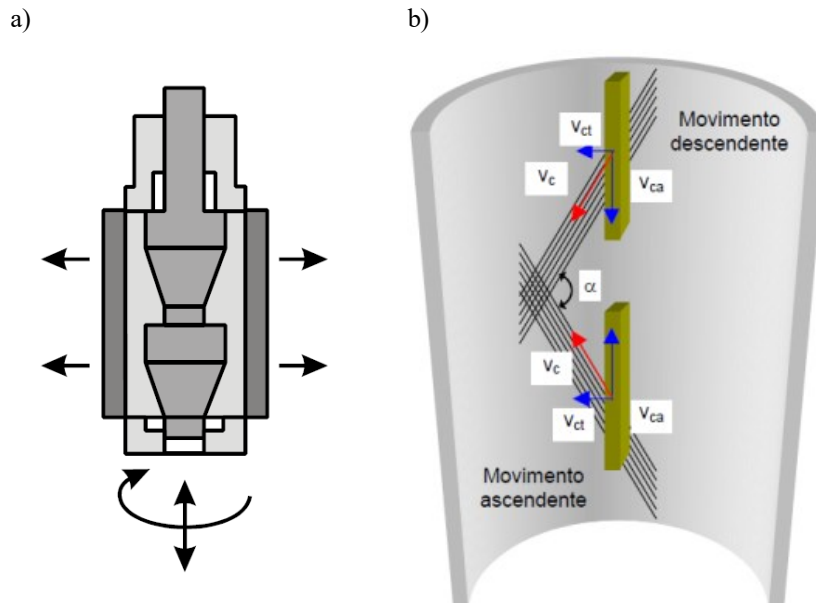 a)
b)
Movimento
descendente
Vct
Vc
Vca
α
Vc
Vct
Vca
Movimento
ascendente